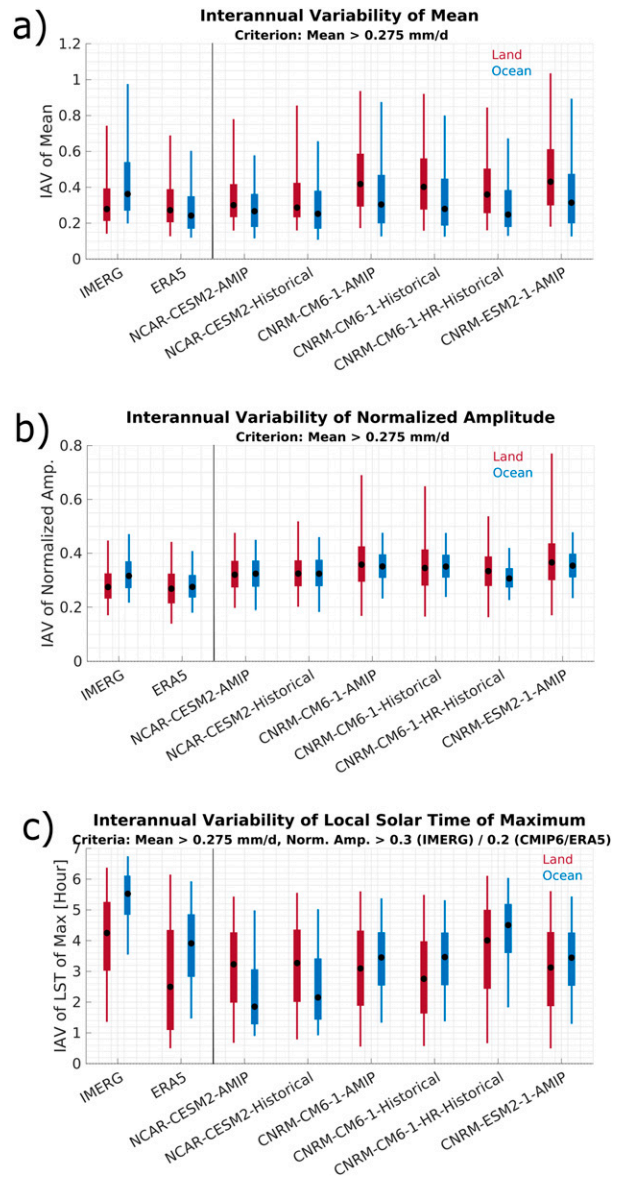 a)
Interannual Variability of Mean
Criterion: Mean > 0.275 mm/d
Land
Ocean
IAV of Mean
1.2
1
0.8
0.6
0.4
0.2
0
IMERG
ERA5
NCAR-CESM2-AMIP
NCAR-CESM2-Historical
CNRM-CM6-1-AMIP
CNRM-CM6-1-Historical
CNRM-CM6-1-HR-Historical
CNRM-ESM2-1-AMIP
b)
Interannual Variability of Normalized Amplitude
Criterion: Mean > 0.275 mm/d
Land
Ocean
IAV of Normalized Amp.
0.8
0.6
0.4
0.2
0
IMERG
ERA5
NCAR-CESM2-AMIP
NCAR-CESM2-Historical
CNRM-CM6-1-AMIP
CNRM-CM6-1-Historical
CNRM-CM6-1-HR-Historical
CNRM-ESM2-1-AMIP
c)
Interannual Variability of Local Solar Time of Maximum
Criteria: Mean > 0.275 mm/d, Norm. Amp. > 0.3 (IMERG) / 0.2 (CMIP6/ERA5)
Land
Ocean
IAV of LST of Max [Hour]
7
6
5
4
3
2
1
0
IMERG
ERA5
NCAR-CESM2-AMIP
NCAR-CESM2-Historical
CNRM-CM6-1-AMIP
CNRM-CM6-1-Historical
CNRM-CM6-1-HR-Historical
CNRM-ESM2-1-AMIP